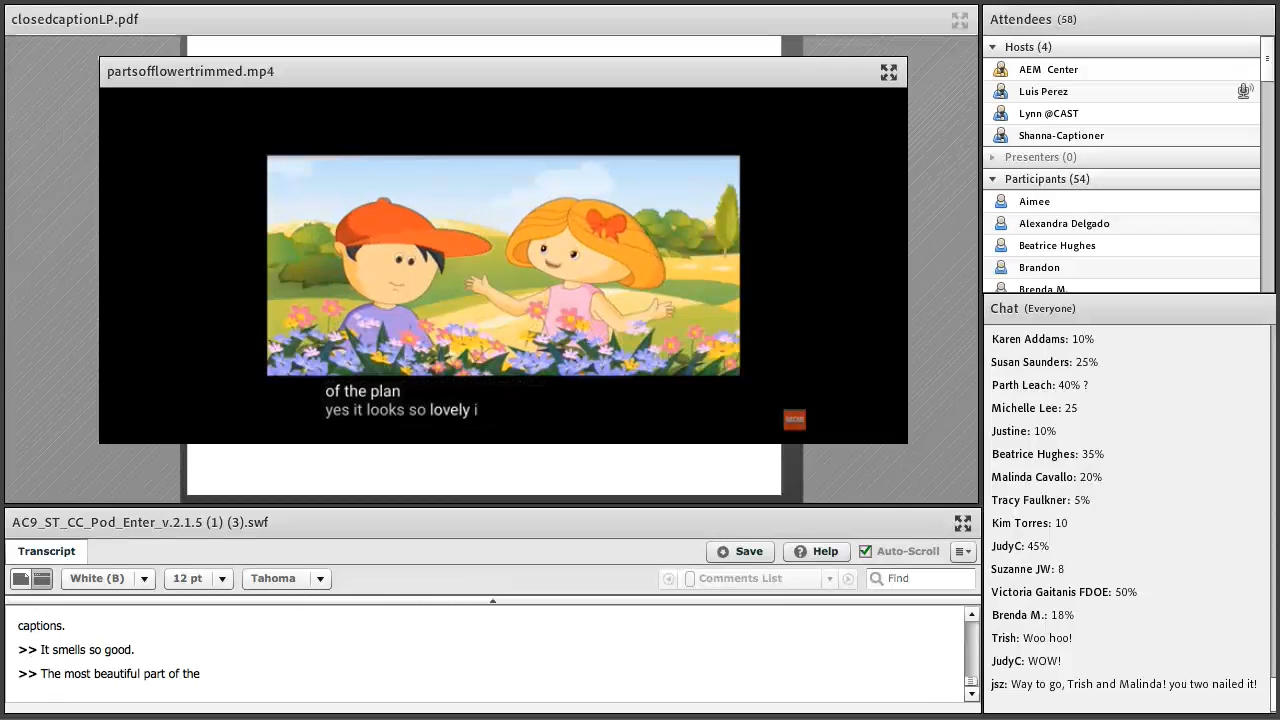 closedcaptionLP.pdf
partsofflowertrimmed.mp4
of the plan
yes it looks so lovely i
AC9_ST_CC_Pod_Enter_v.2.1.5 (1) (3).swf
Transcript
Save
Help
Auto-Scroll
White (B)
12 pt
Tahoma
Comments List
Find
captions.
>> It smells so good.
>> The most beautiful part of the
Attendees (58)
Hosts (4)
AEM Center
Luis Perez
Lynn @CAST
Shanna-Captioner
Presenters (0)
Participants (54)
Aimee
Alexandra Delgado
Beatrice Hughes
Brandon
Brenda M.
Chat (Everyone)
Karen Addams: 10%
Susan Saunders: 25%
Parth Leach: 40% ?
Michelle Lee: 25
Justine: 10%
Beatrice Hughes: 35%
Malinda Cavallo: 20%
Tracy Faulkner: 5%
Kim Torres: 10
JudyC: 45%
Suzanne JW: 8
Victoria Gaitanis FDOE: 50%
Brenda M.: 18%
Trish: Woo hoo!
JudyC: WOW!
jsz: Way to go, Trish and Malinda! you two nailed it!